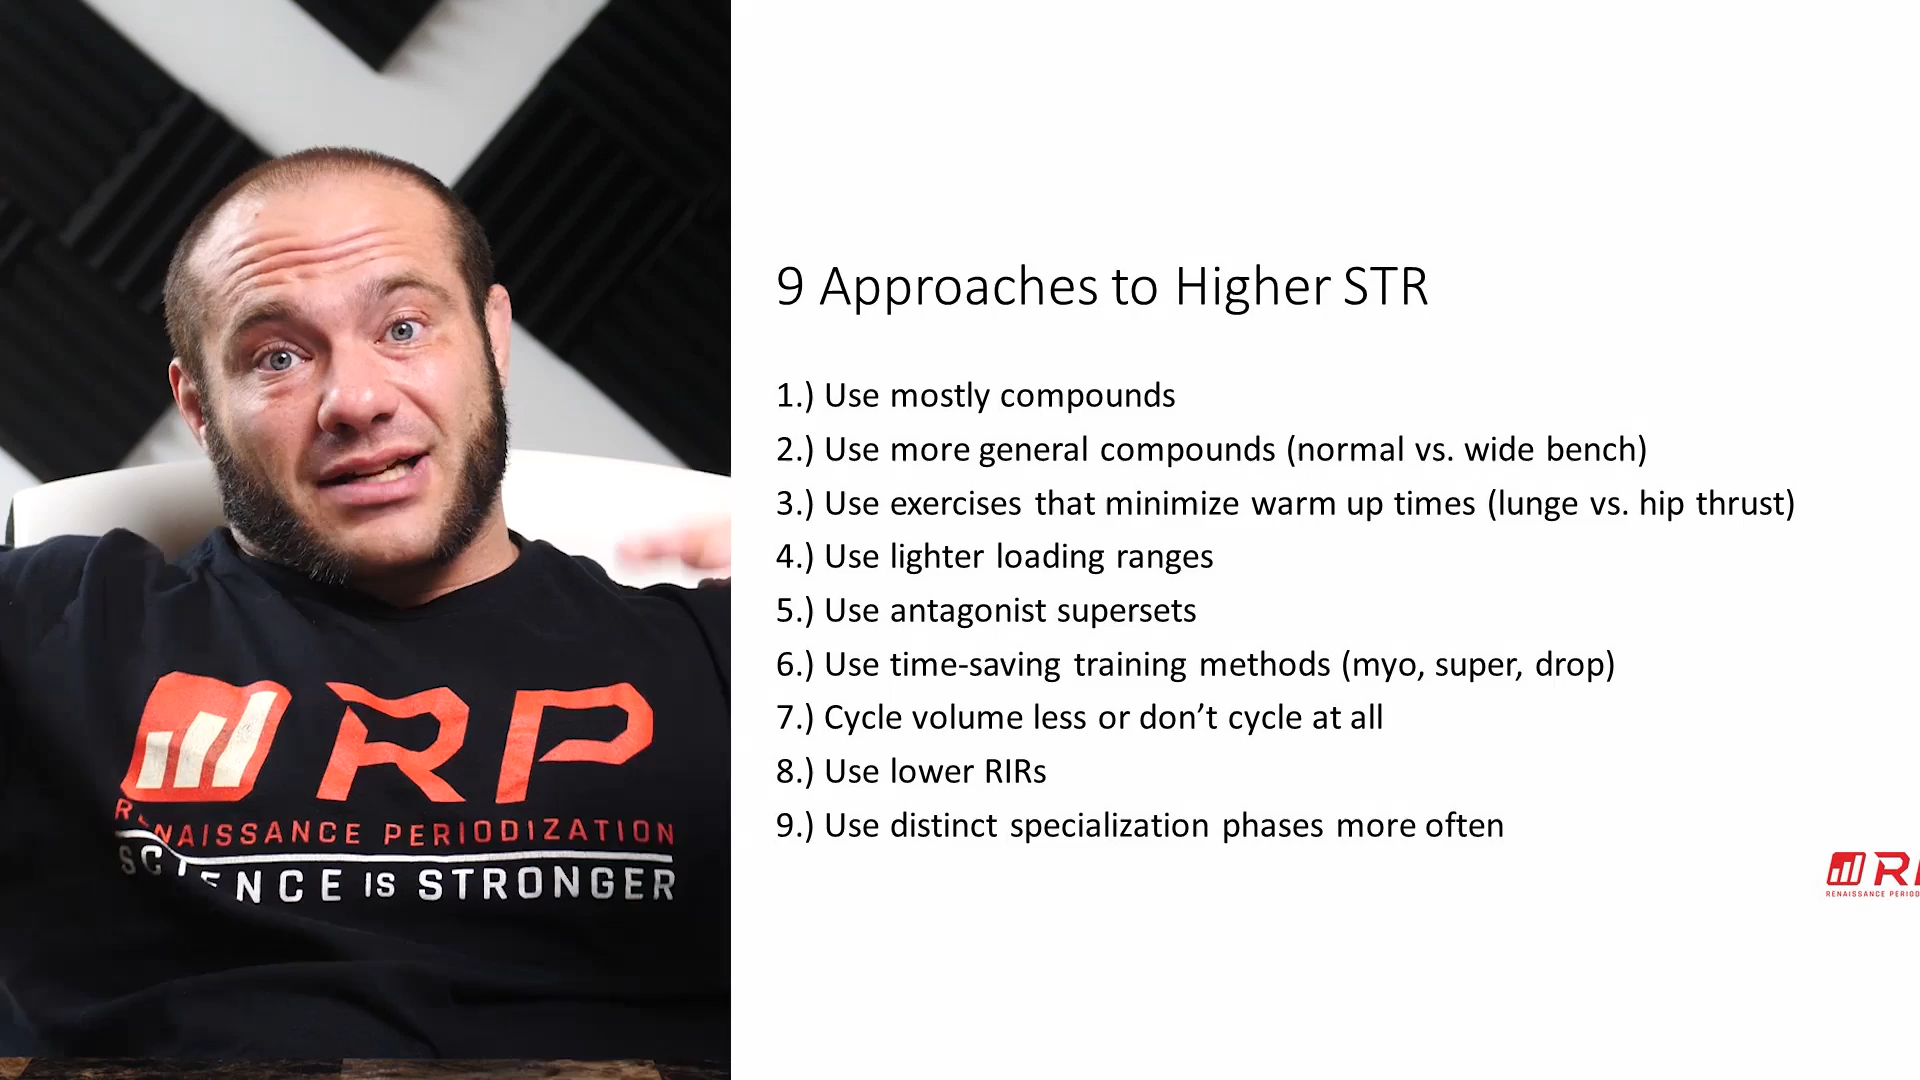 9 Approaches to Higher STR
1.) Use mostly compounds
2.) Use more general compounds (normal vs. wide bench)
3.) Use exercises that minimize warm up times (lunge vs. hip thrust)
4.) Use lighter loading ranges
5.) Use antagonist supersets
6.) Use time-saving training methods (myo, super, drop)
7.) Cycle volume less or don’t cycle at all
8.) Use lower RIRs
9.) Use distinct specialization phases more often
RP
RENAISSANCE PERIODIZATION
SCIENCE IS STRONGER
RENAISSANCE